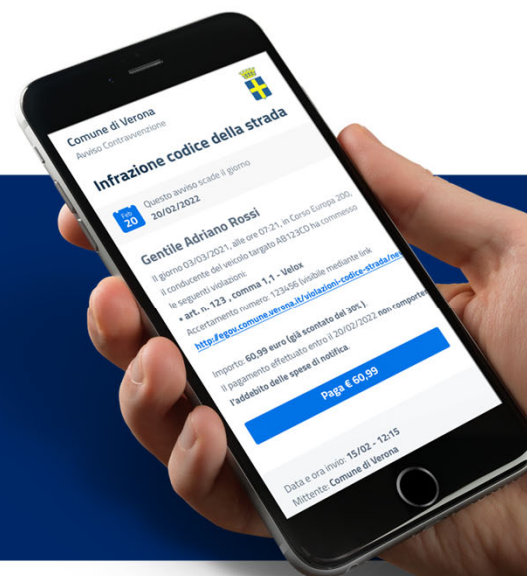 Comune di Verona
Avviso Contravvenzione
Infrazione codice della strada
Feb
20
Questo avviso scade il giorno
20/02/2022
Gentile Adriano Rossi
Il giorno 03/03/2021, alle ore 07:21, in Corso Europa 200,
il conducente del veicolo targato AB123CD ha commesso
le seguenti violazioni:
• art. n. 123 , comma 1,1 - Velox
Accertamento numero: 123456 (visibile mediante link
http://egov.comune.verona.it/violazioni-codice-strada/ne
Importo: 60,99 euro (già scontato del 30%).
Il pagamento effettuato entro il 20/02/2022 non comporter
l'addebito delle spese di notifica.
Paga € 60,99
Data e ora invio: 15/02 - 12:15
Mittente: Comune di Verona